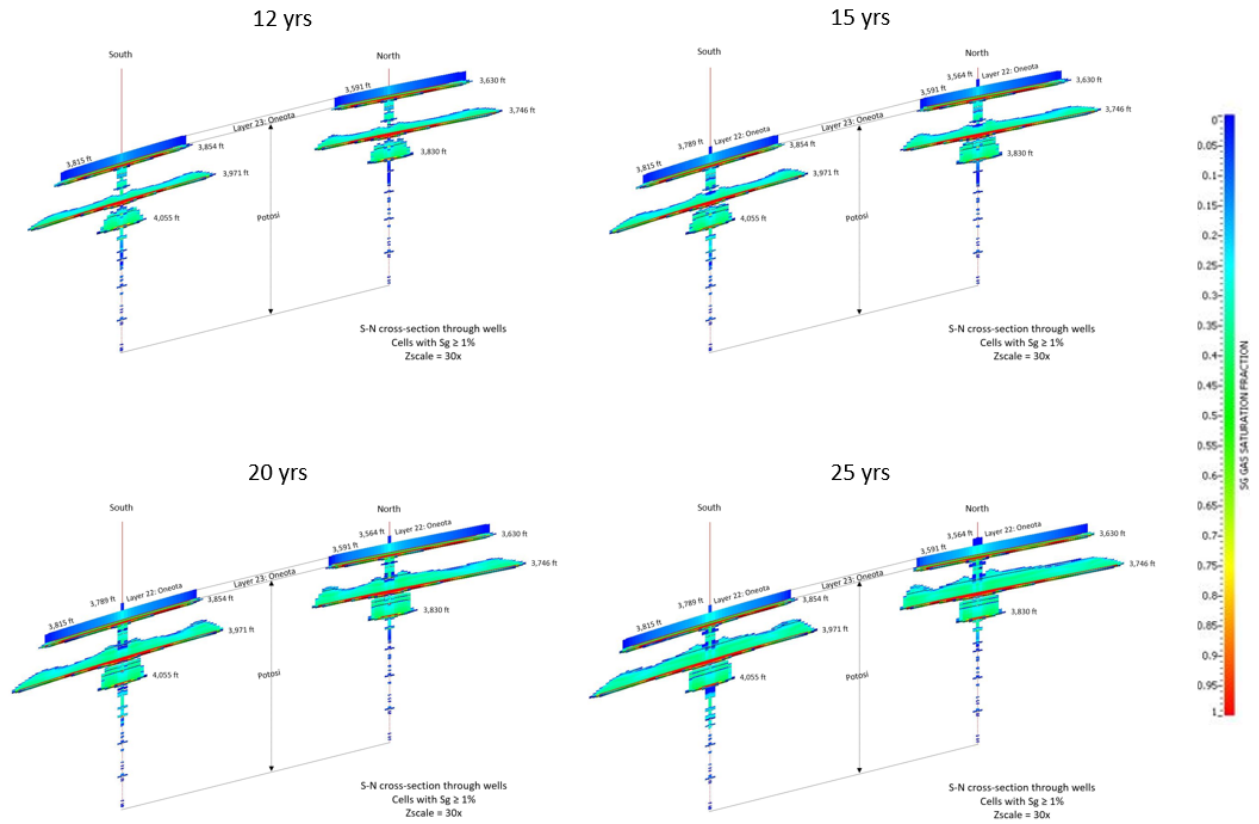 12 yrs
South
North
3,591 ft
3,630 ft
3,746 ft
Layer 23: Oneota
3,815 ft
3,854 ft
3,830 ft
3,971 ft
4,055 ft
Potosi
S-N cross-section through wells
Cells with Sg ≥ 1%
Zscale = 30x
15 yrs
South
North
3,564 ft
Layer 22: Oneota
3,591 ft
3,630 ft
3,746 ft
Layer 23: Oneota
3,789 ft
Layer 22: Oneota
3,815 ft
3,854 ft
3,830 ft
3,971 ft
4,055 ft
Potosi
S-N cross-section through wells
Cells with Sg ≥ 1%
Zscale = 30x
20 yrs
South
North
3,564 ft
Layer 22: Oneota
3,591 ft
3,630 ft
3,746 ft
Layer 23: Oneota
3,789 ft
Layer 22: Oneota
3,815 ft
3,854 ft
3,830 ft
3,971 ft
4,055 ft
Potosi
S-N cross-section through wells
Cells with Sg ≥ 1%
Zscale = 30x
25 yrs
South
North
3,564 ft
Layer 22: Oneota
3,591 ft
3,630 ft
3,746 ft
Layer 23: Oneota
3,789 ft
Layer 22: Oneota
3,815 ft
3,854 ft
3,830 ft
3,971 ft
4,055 ft
Potosi
S-N cross-section through wells
Cells with Sg ≥ 1%
Zscale = 30x
0
0.05
0.1
0.15
0.2
0.25
0.3
0.35
0.4
0.45
0.5
0.55
0.6
0.65
0.7
0.75
0.8
0.85
0.9
0.95
1
SG GAS SATURATION FRACTION